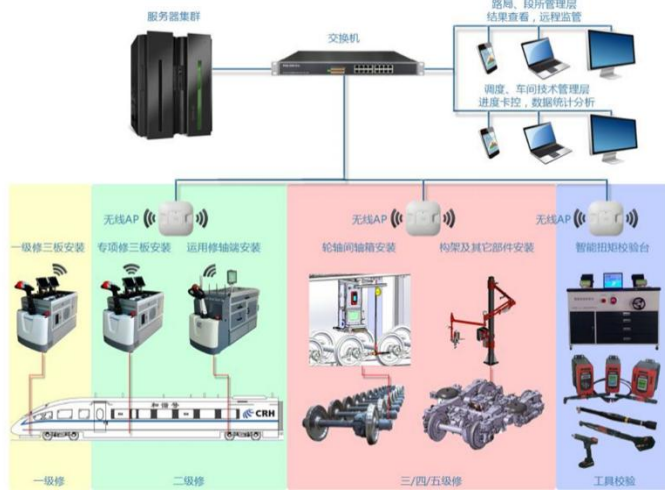 服务器集群
交换机
路局、段所管理层
结果查看，远程监管
调度、车间技术管理层
进度卡控，数据统计分析
无线AP
无线AP
无线AP
一级修三板安装
专项修三板安装
运用修轴端安装
轮轴间轴箱安装
构架及其它部件安装
智能扭矩校验台
和谐号
CRH
一级修
二级修
三/四/五级修
工具校验